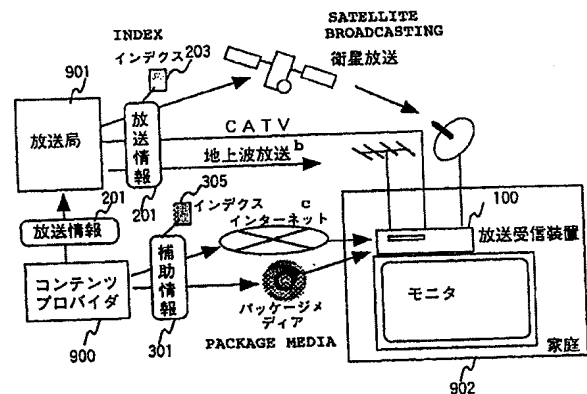 INDEX
インデクス
203
SATELLITE
BROADCASTING
衛星放送
901
放送局
放送情報
201
CATV
地上波放送 b
201
放送情報
305
インデクス
c
インターネット
100
放送受信装置
コンテンツ
プロバイダ
900
補助情報
301
パッケージメ
ディア
PACKAGE MEDIA
モニタ
家庭
902